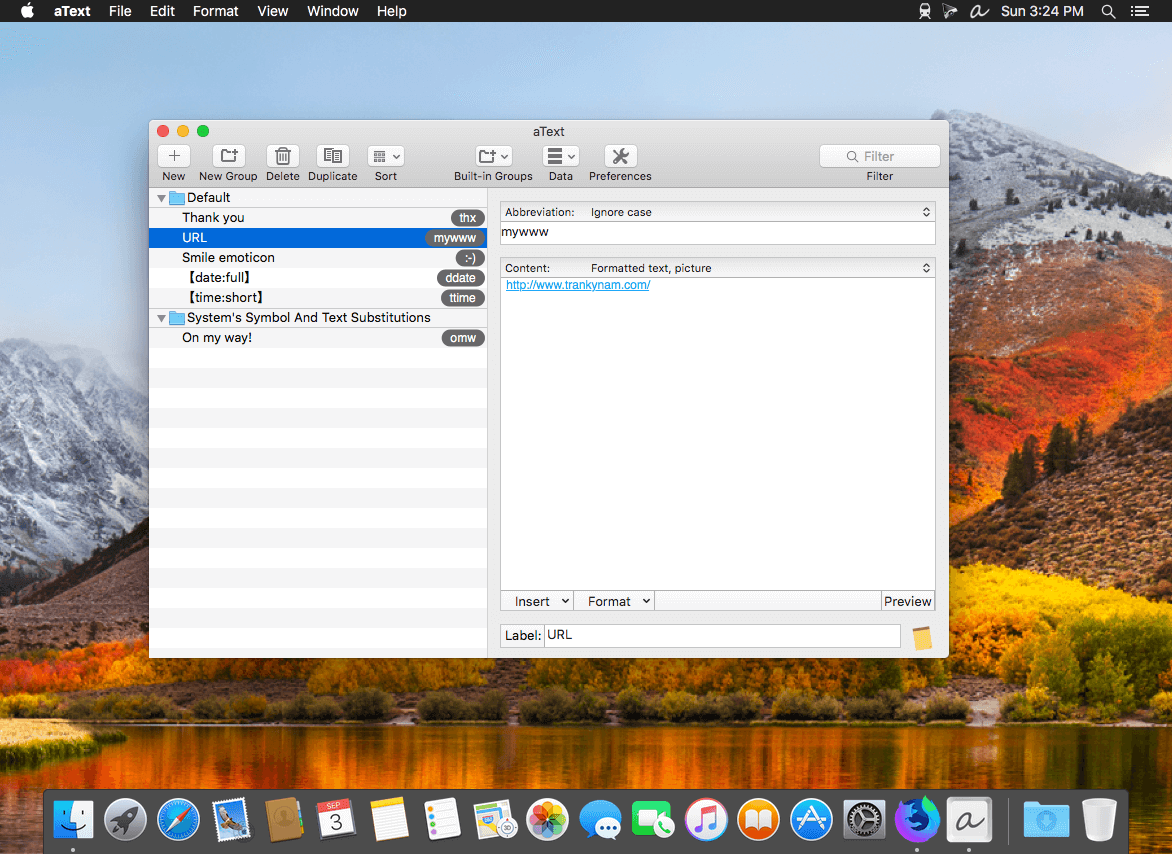 aText File Edit Format View Window Help Sun 3:24 PM
aText
Filter
New New Group Delete Duplicate Sort Built-in Groups Data Preferences Filter
Default
Thank you thx
URL mywww
Smile emoticon :-)
【date:full】 ddate
【time:short】 ttime
System's Symbol And Text Substitutions
On my way! omw
Abbreviation: Ignore case
mywww
Content: Formatted text, picture
http://www.trankynam.com/
Insert Format Preview
Label: URL
SEP
3